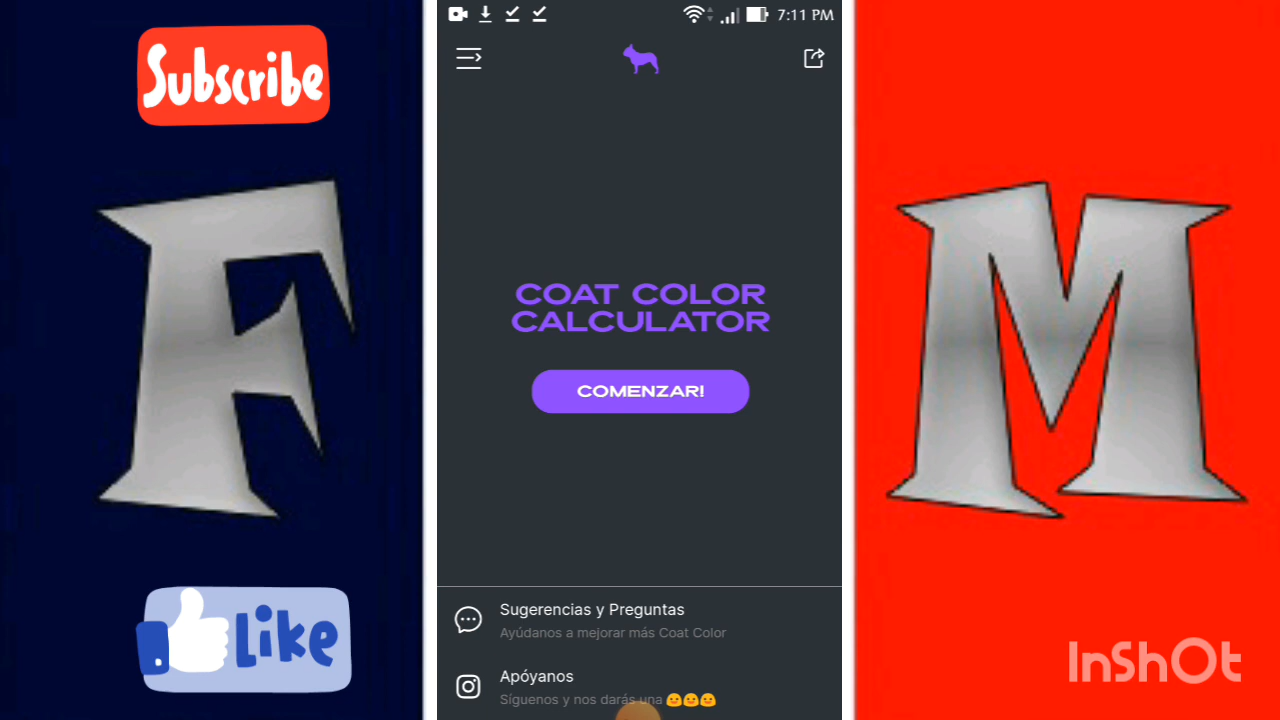 Subscribe
F
Like
7:11 PM
COAT COLOR
CALCULATOR
COMENZAR!
Sugerencias y Preguntas
Ayúdanos a mejorar más Coat Color
Apóyanos
Síguenos y nos darás una 😊😊😊
M
InShOt